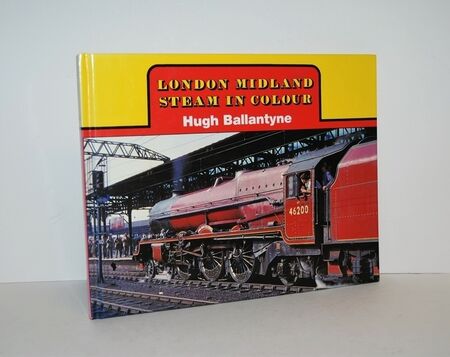 LONDON MIDLAND
STEAM IN COLOUR
Hugh Ballantyne
46200